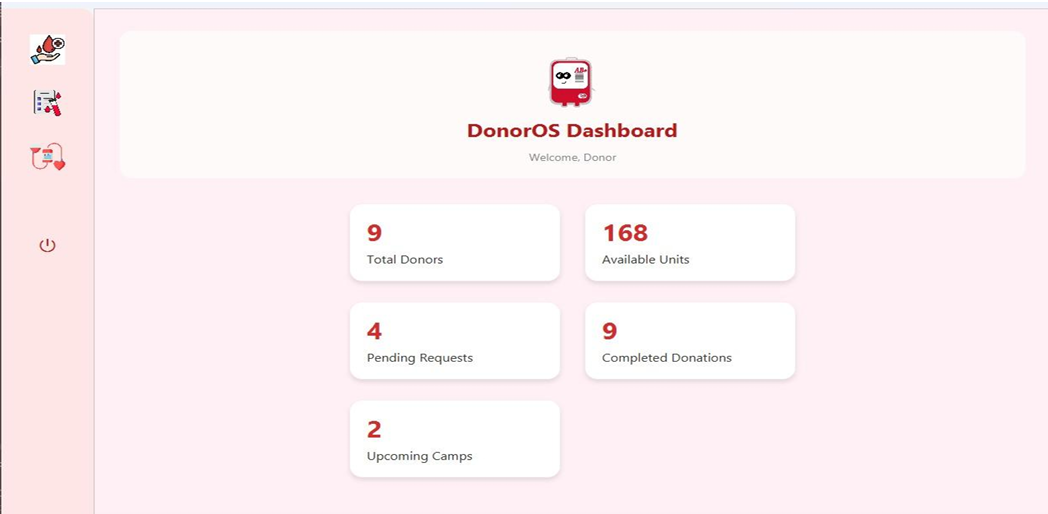 AB+
DonorOS Dashboard
Welcome, Donor
9
Total Donors
168
Available Units
4
Pending Requests
9
Completed Donations
2
Upcoming Camps